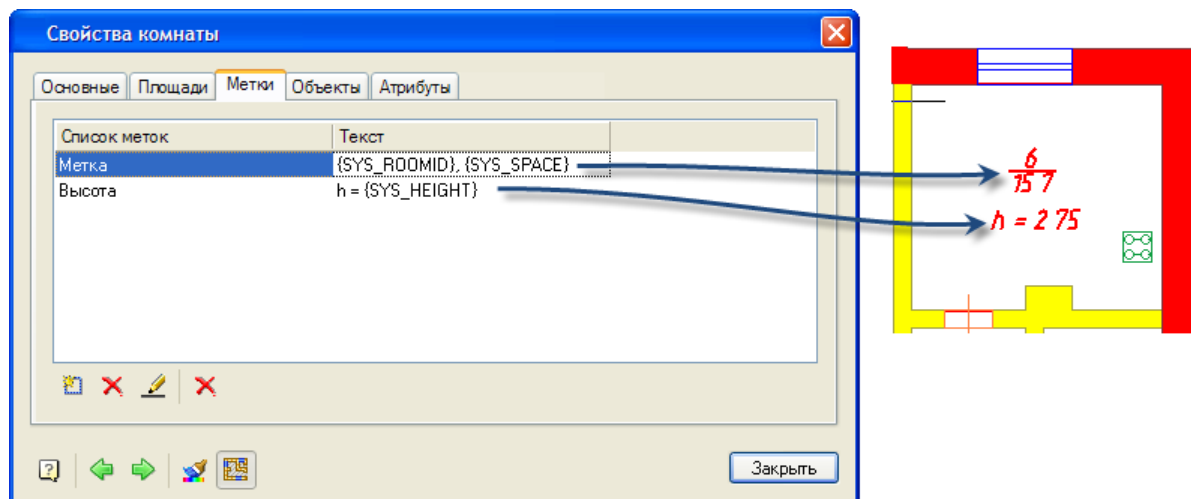 Свойства комнаты
Основные Площади Метки Объекты Атрибуты
Список меток Текст
Метка {SYS_ROOMID}, {SYS_SPACE}
Высота h = {SYS_HEIGHT}
6
15 7
h = 2 75
Закрыть